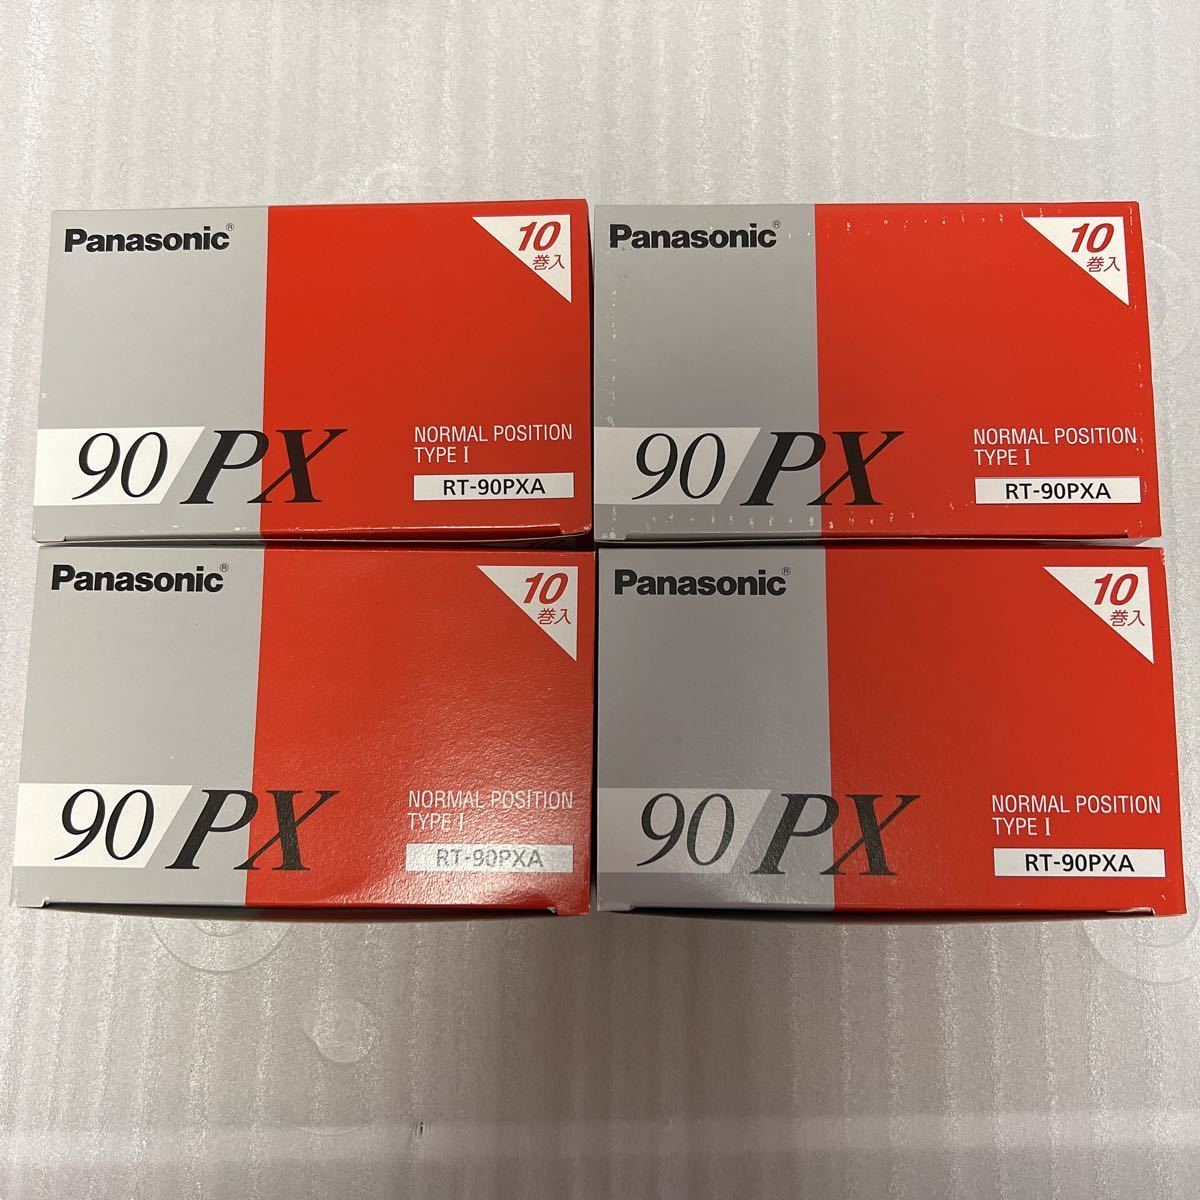 Panasonic®
10
巻入
90 PX
NORMAL POSITION
TYPE I
RT-90PXA
Panasonic®
10
巻入
90 PX
NORMAL POSITION
TYPE I
RT-90PXA
Panasonic®
10
巻入
90 PX
NORMAL POSITION
TYPE I
RT-90PXA
Panasonic®
10
巻入
90 PX
NORMAL POSITION
TYPE I
RT-90PXA